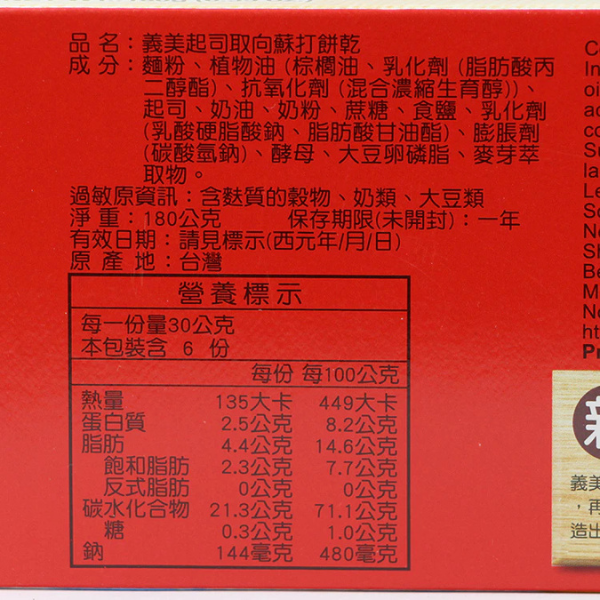 品 名：義美起司取向蘇打餅乾
成 分：麵粉、植物油 (棕櫚油、乳化劑 (脂肪酸丙
二醇酯)、抗氧化劑 (混合濃縮生育醇))、
起司、奶油、奶粉、蔗糖、食鹽、乳化劑
(乳酸硬脂酸鈉、脂肪酸甘油酯)、膨脹劑
(碳酸氫鈉)、酵母、大豆卵磷脂、麥芽萃
取物。
過敏原資訊：含麩質的穀物、奶類、大豆類
淨 重：180公克 保存期限(未開封)：一年
有效日期：請見標示(西元年/月/日)
原 產 地：台灣
營養標示
每一份量30公克
本包裝含 6 份
每份 每100公克
熱量 135大卡 449大卡
蛋白質 2.5公克 8.2公克
脂肪 4.4公克 14.6公克
飽和脂肪 2.3公克 7.7公克
反式脂肪 0公克 0公克
碳水化合物 21.3公克 71.1公克
糖 0.3公克 1.0公克
鈉 144毫克 480毫克
義美
，再
造出